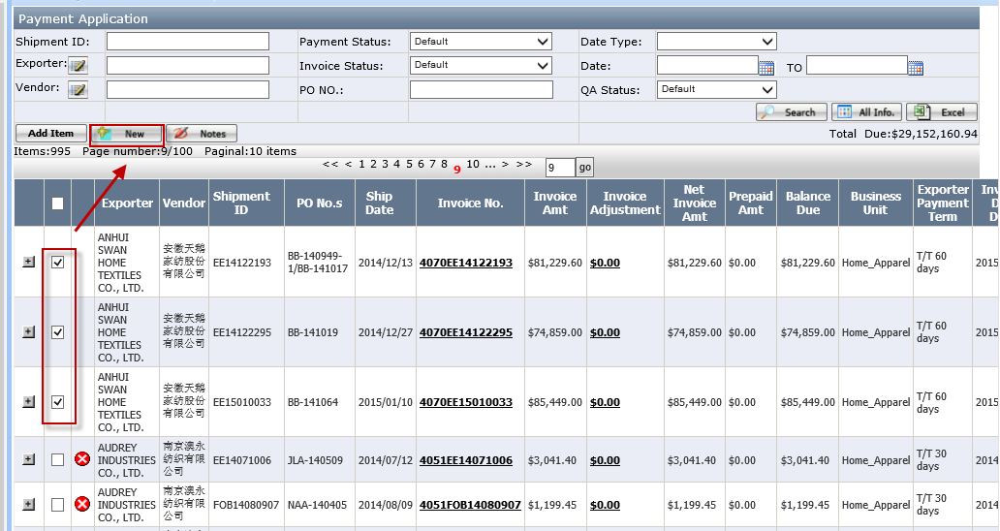 Payment Application
Shipment ID: Payment Status: Default Date Type:
Exporter: Invoice Status: Default Date: TO
Vendor: PO NO.: QA Status: Default
Search All Info. Excel
Add Item New Notes Total Due:$29,152,160.94
Items:995 Page number:9/100 Paginal:10 items
<< < 1 2 3 4 5 6 7 8 9 10 ... > >> 9 go
Exporter Vendor Shipment ID PO No.s Ship Date Invoice No. Invoice Amt Invoice Adjustment Net Invoice Amt Prepaid Amt Balance Due Business Unit Exporter Payment Term
ANHUI SWAN HOME TEXTILES CO., LTD. 安徽天鹅家纺股份有限公司 EE14122193 BB-140949-1/BB-141017 2014/12/13 4070EE14122193 $81,229.60 $0.00 $81,229.60 $0.00 $81,229.60 Home_Apparel T/T 60 days 2015
ANHUI SWAN HOME TEXTILES CO., LTD. 安徽天鹅家纺股份有限公司 EE14122295 BB-141019 2014/12/27 4070EE14122295 $74,859.00 $0.00 $74,859.00 $0.00 $74,859.00 Home_Apparel T/T 60 days 2015
ANHUI SWAN HOME TEXTILES CO., LTD. 安徽天鹅家纺股份有限公司 EE15010033 BB-141064 2015/01/10 4070EE15010033 $85,449.00 $0.00 $85,449.00 $0.00 $85,449.00 Home_Apparel T/T 60 days 2015
AUDREY INDUSTRIES CO., LTD. 南京澳永纺织有限公司 EE14071006 JLA-140509 2014/07/12 4051EE14071006 $3,041.40 $0.00 $3,041.40 $0.00 $3,041.40 Home_Apparel T/T 30 days 2014
AUDREY INDUSTRIES CO., LTD. 南京澳永纺织有限公司 FOB14080907 NAA-140405 2014/08/09 4051FOB14080907 $1,199.45 $0.00 $1,199.45 $0.00 $1,199.45 Home_Apparel T/T 30 days 2014